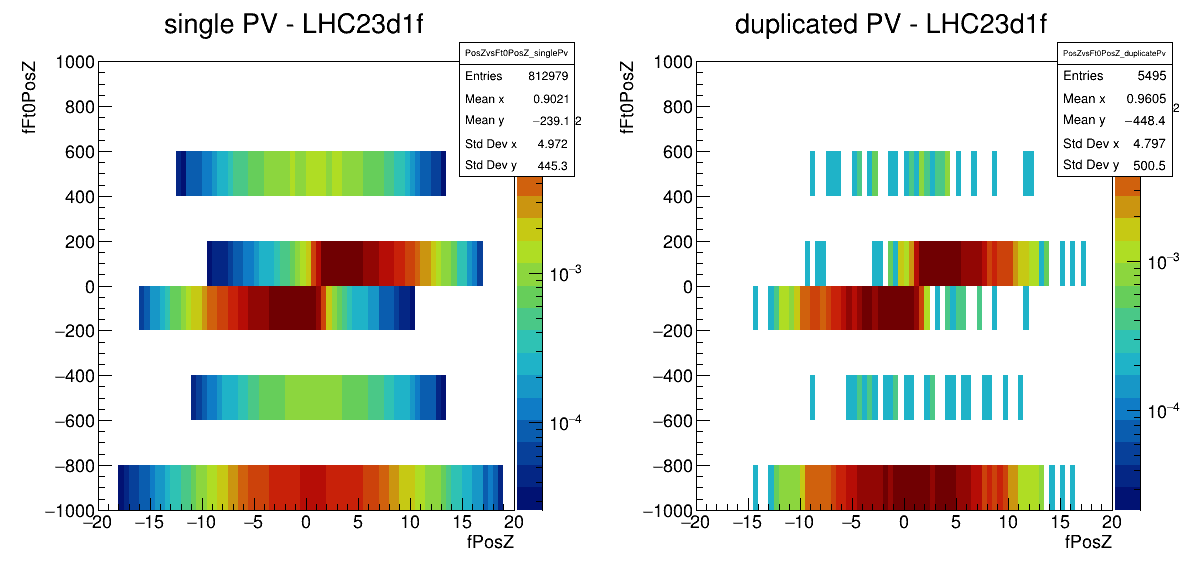 single PV - LHC23d1f
PosZvsFt0PosZ_singlePv
Entries 812979
Mean x 0.9021
Mean y −239.1
Std Dev x 4.972
Std Dev y 445.3
2
fFt0PosZ
1000
800
600
400
200
0
−200
−400
−600
−800
−1000
−20 −15 −10 −5 0 5 10 15 20
fPosZ
10−3
10−4
duplicated PV - LHC23d1f
PosZvsFt0PosZ_duplicatePv
Entries 5495
Mean x 0.9605
Mean y −448.4
Std Dev x 4.797
Std Dev y 500.5
2
fFt0PosZ
1000
800
600
400
200
0
−200
−400
−600
−800
−1000
−20 −15 −10 −5 0 5 10 15 20
fPosZ
10−3
10−4